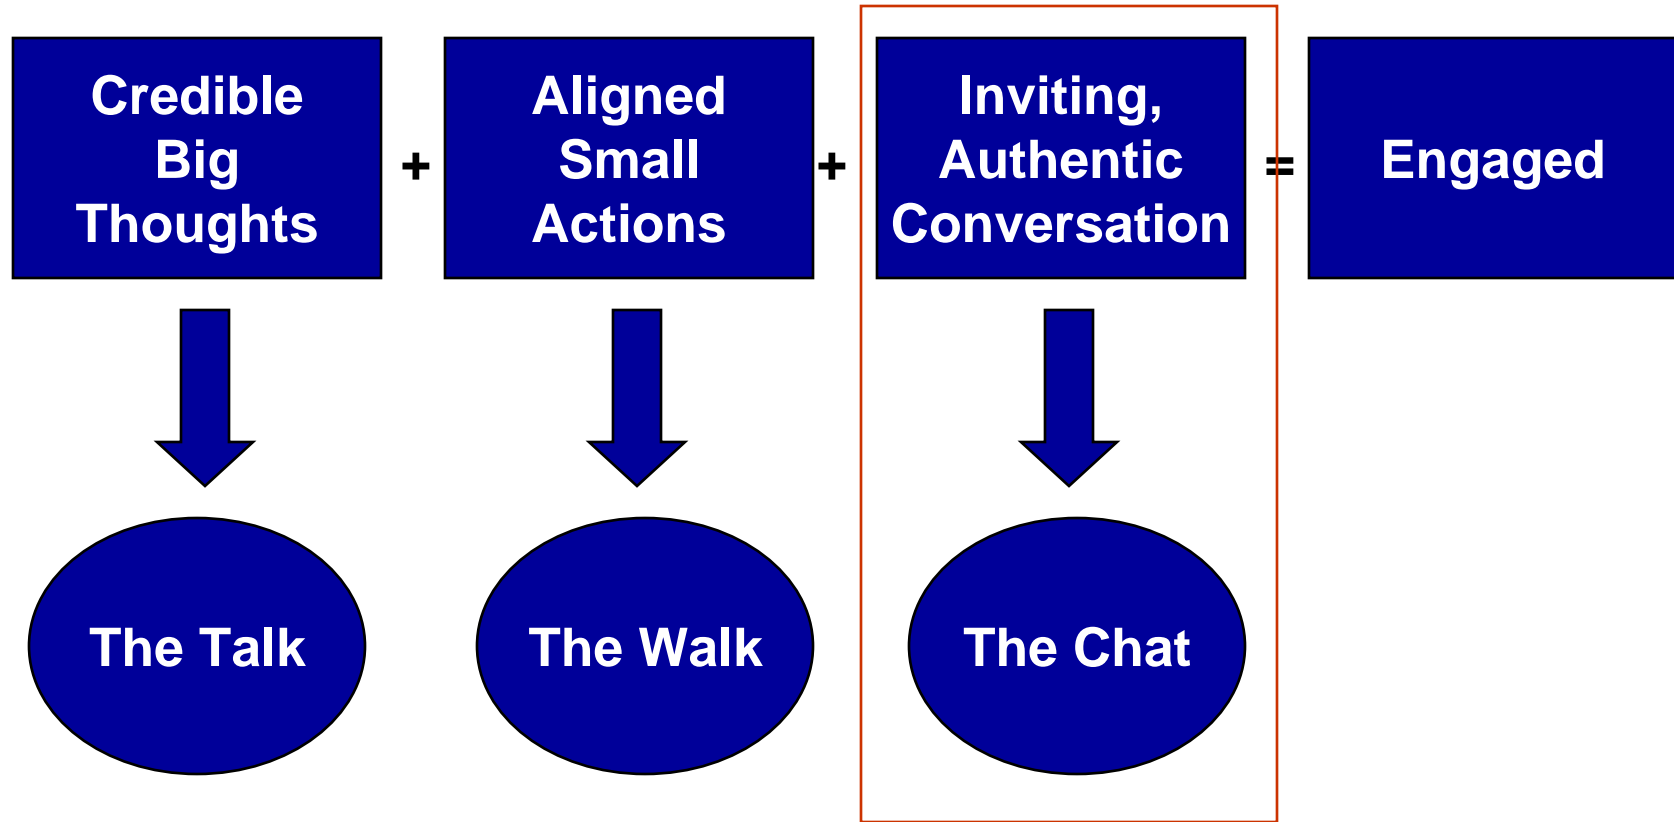 Credible
Big
Thoughts
+
Aligned
Small
Actions
+
Inviting,
Authentic
Conversation
=
Engaged
The Talk
The Walk
The Chat